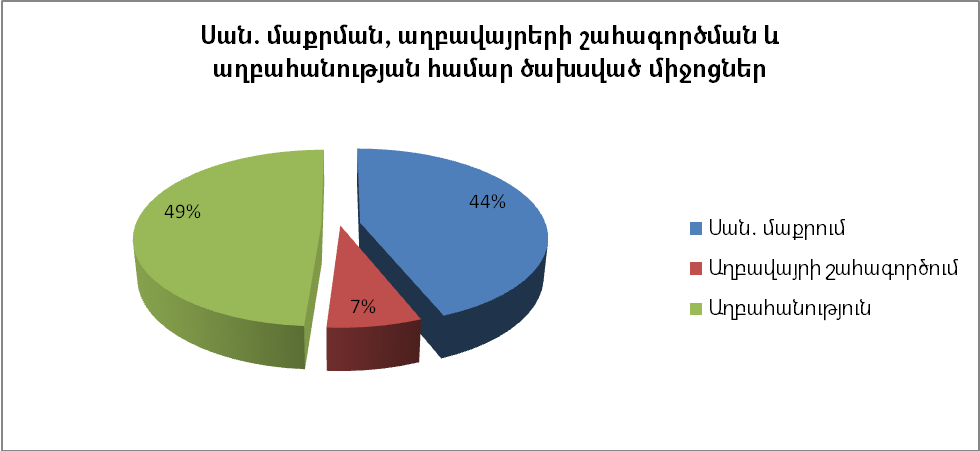 Սան. մաքրման, աղբավայրերի շահագործման և
աղբահանության համար ծախսված միջոցներ
49%
44%
7%
Սան. մաքրում
Աղբավայրի շահագործում
Աղբահանություն